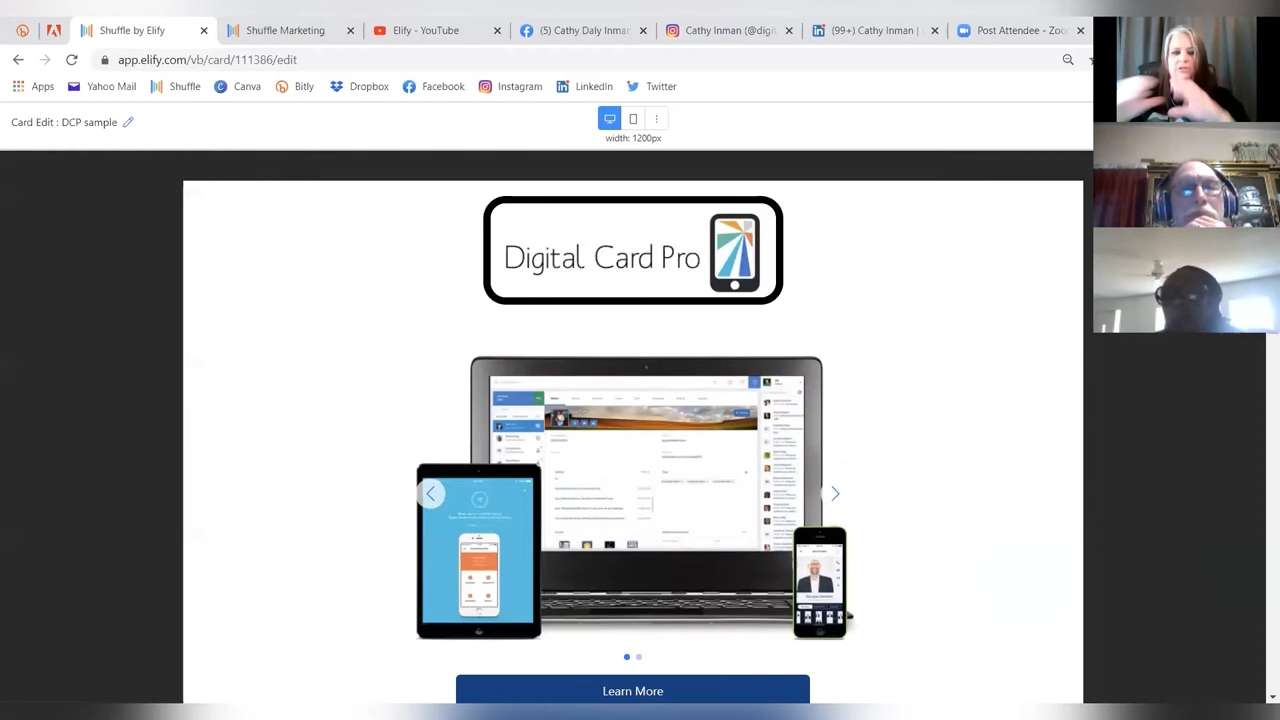 Shuffle by Elify
Shuffle Marketing
Elify - YouTube
(5) Cathy Daly Inman
Cathy Inman (@digit
(99+) Cathy Inman |
Post Attendee - Zoo
app.elify.com/vb/card/111386/edit
Apps
Yahoo Mail
Shuffle
Canva
Bitly
Dropbox
Facebook
Instagram
LinkedIn
Twitter
Card Edit : DCP sample
width: 1200px
Digital Card Pro
Learn More